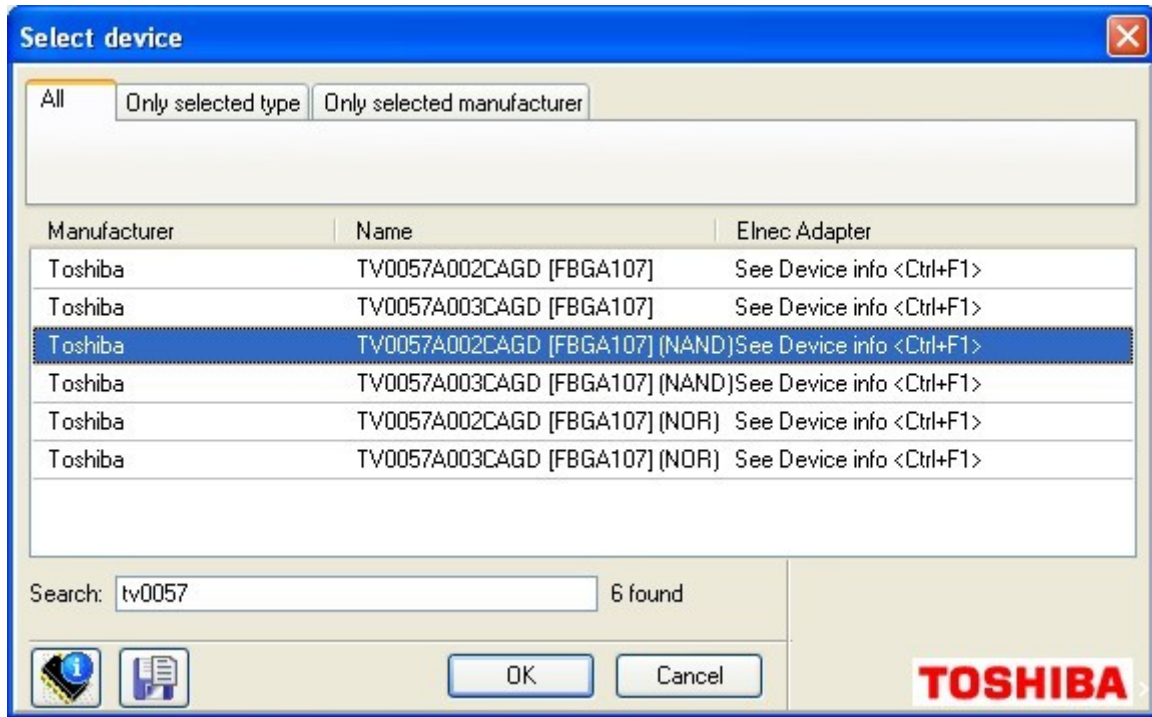 Select device
All Only selected type Only selected manufacturer
Manufacturer Name Elnec Adapter
Toshiba TV0057A002CAGD [FBGA107] See Device info <Ctrl+F1>
Toshiba TV0057A003CAGD [FBGA107] See Device info <Ctrl+F1>
Toshiba TV0057A002CAGD [FBGA107] (NAND)See Device info <Ctrl+F1>
Toshiba TV0057A003CAGD [FBGA107] (NAND)See Device info <Ctrl+F1>
Toshiba TV0057A002CAGD [FBGA107] (NOR) See Device info <Ctrl+F1>
Toshiba TV0057A003CAGD [FBGA107] (NOR) See Device info <Ctrl+F1>
Search: tv0057 6 found
OK Cancel TOSHIBA